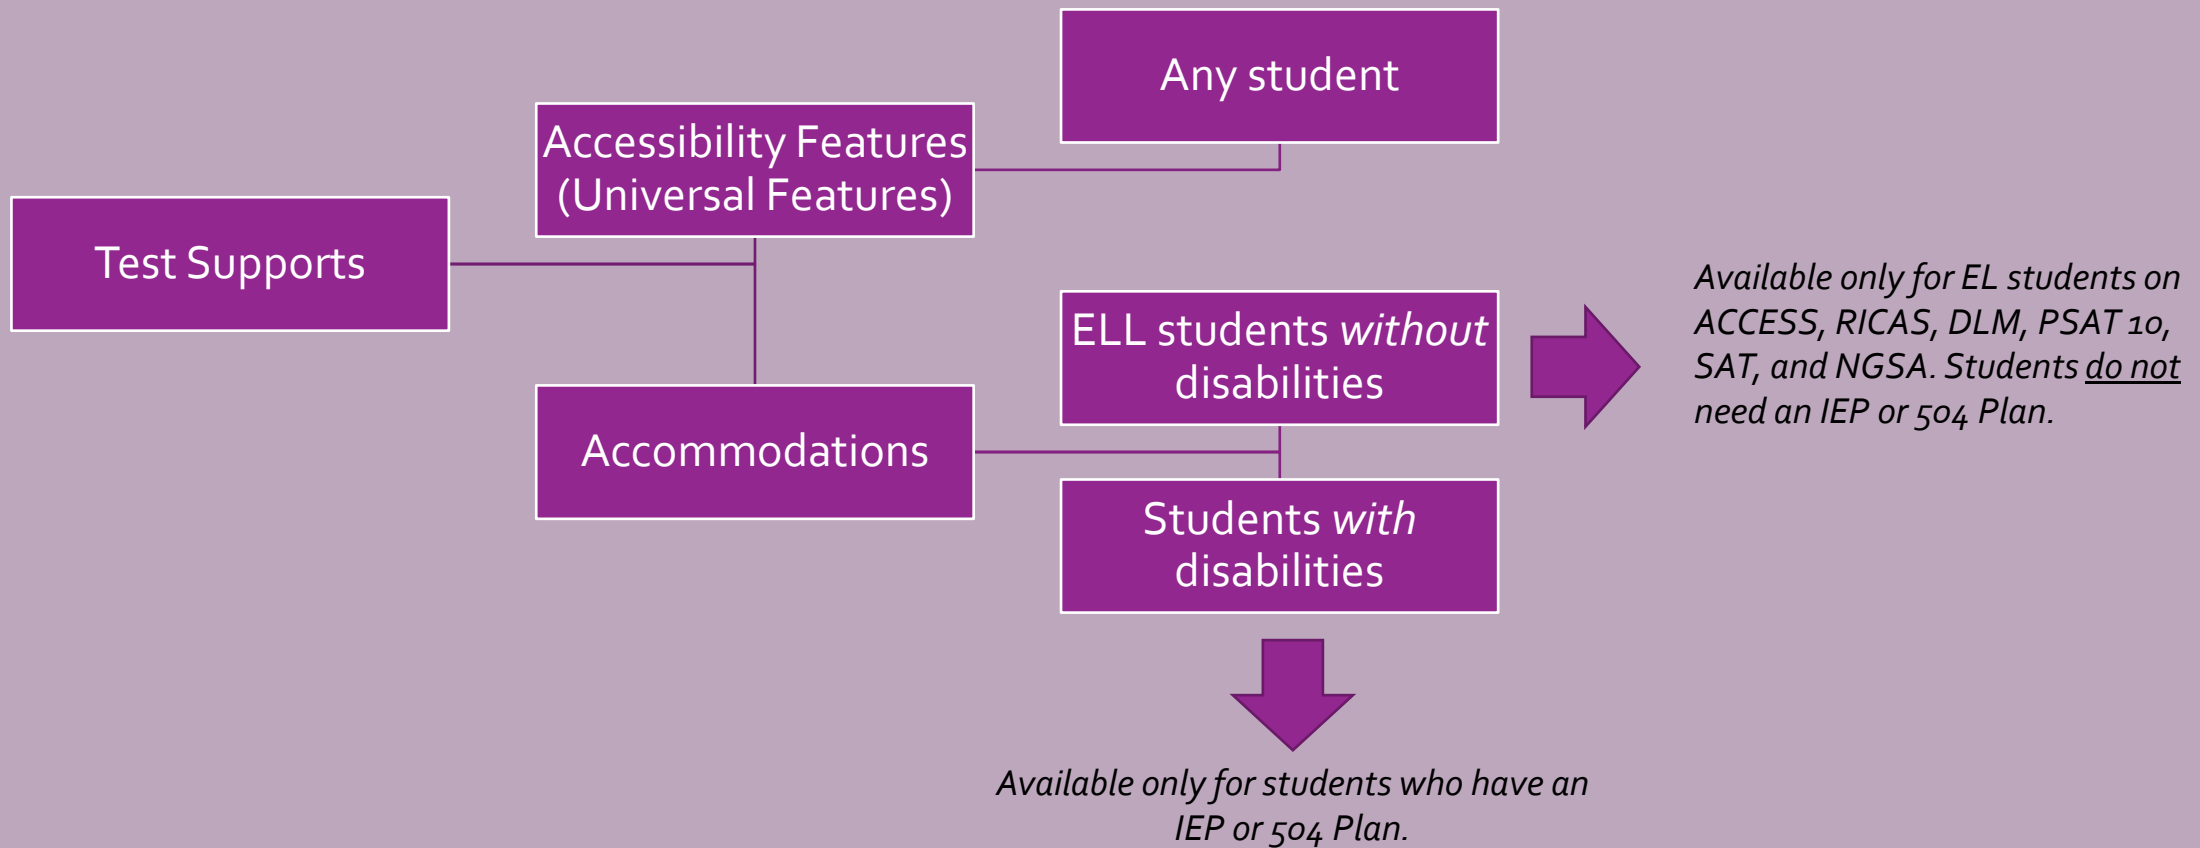 Any student
Accessibility Features
(Universal Features)
Test Supports
ELL students without
disabilities
Available only for EL students on
ACCESS, RICAS, DLM, PSAT 10,
SAT, and NGSA. Students do not
need an IEP or 504 Plan.
Accommodations
Students with
disabilities
Available only for students who have an
IEP or 504 Plan.